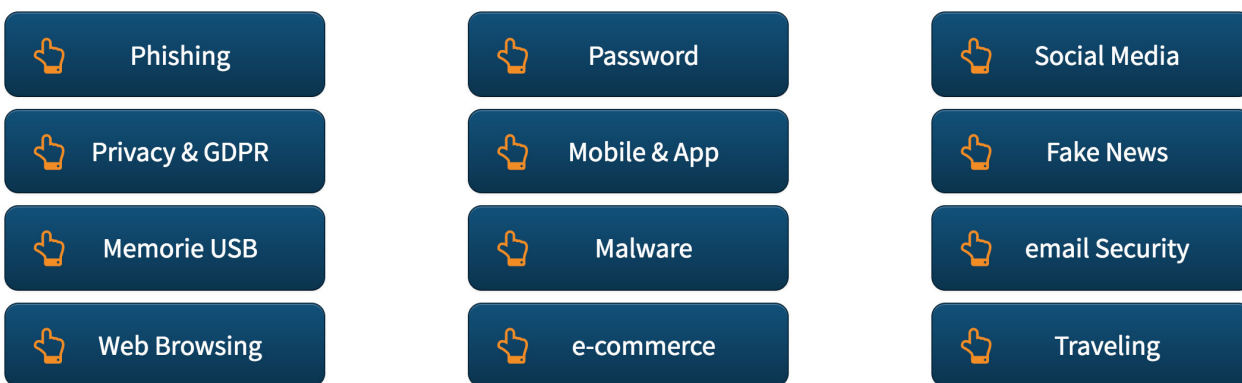 Phishing
Password
Social Media
Privacy & GDPR
Mobile & App
Fake News
Memorie USB
Malware
email Security
Web Browsing
e-commerce
Traveling